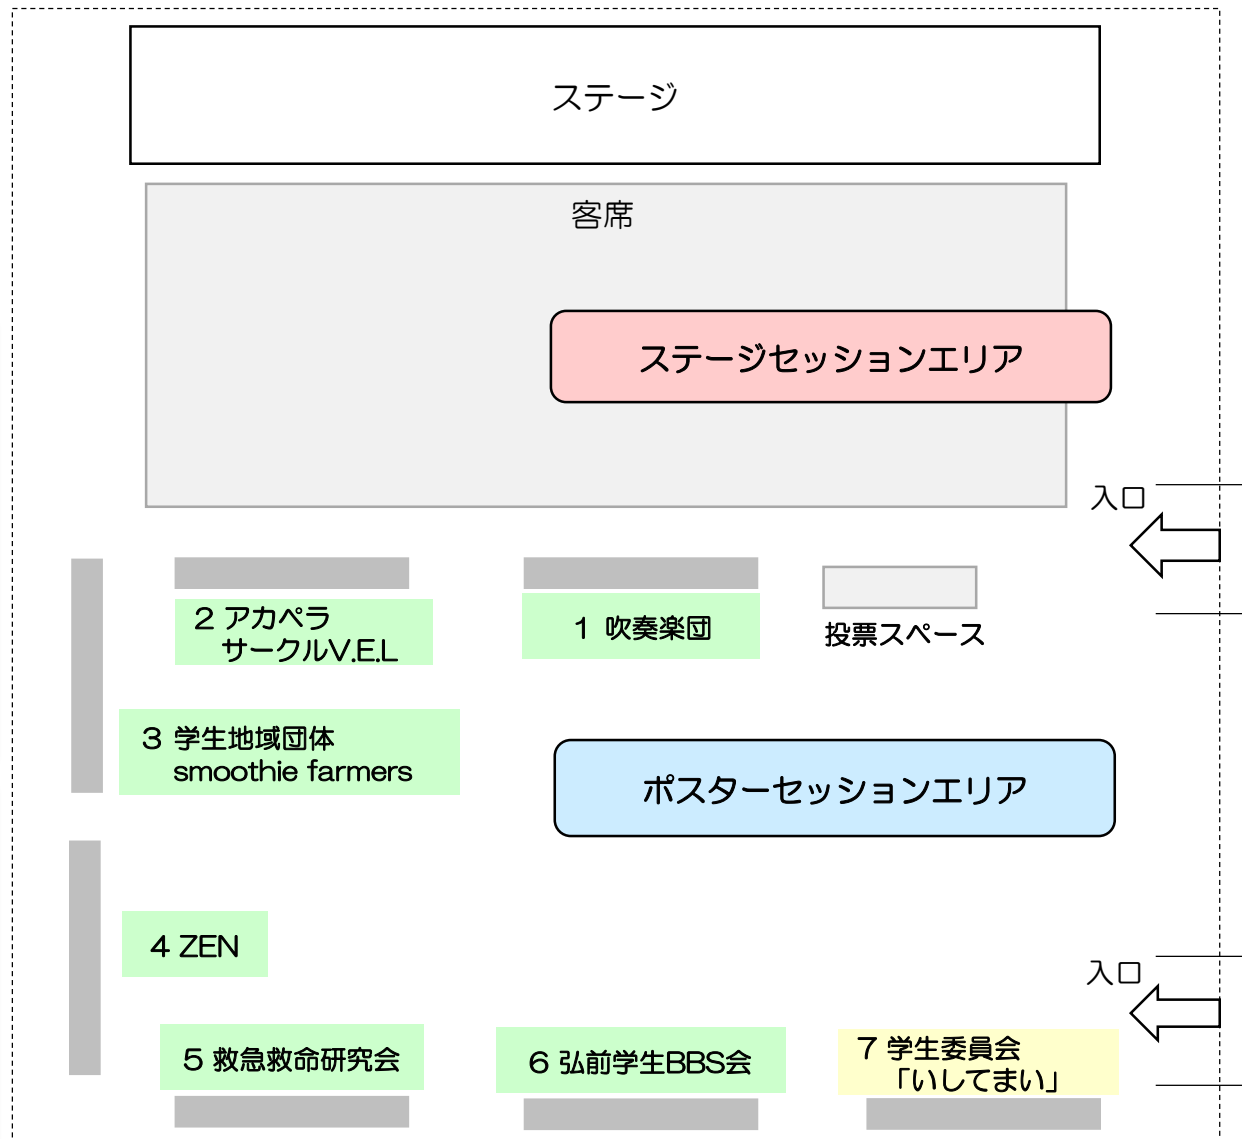 ステージ
客席
ステージセッションエリア
入口
2 アカペラ
サークルV.E.L
1 吹奏楽団
投票スペース
3 学生地域団体
smoothie farmers
ポスターセッションエリア
4 ZEN
入口
5 救急救命研究会
6 弘前学生BBS会
7 学生委員会
「いしてまい」